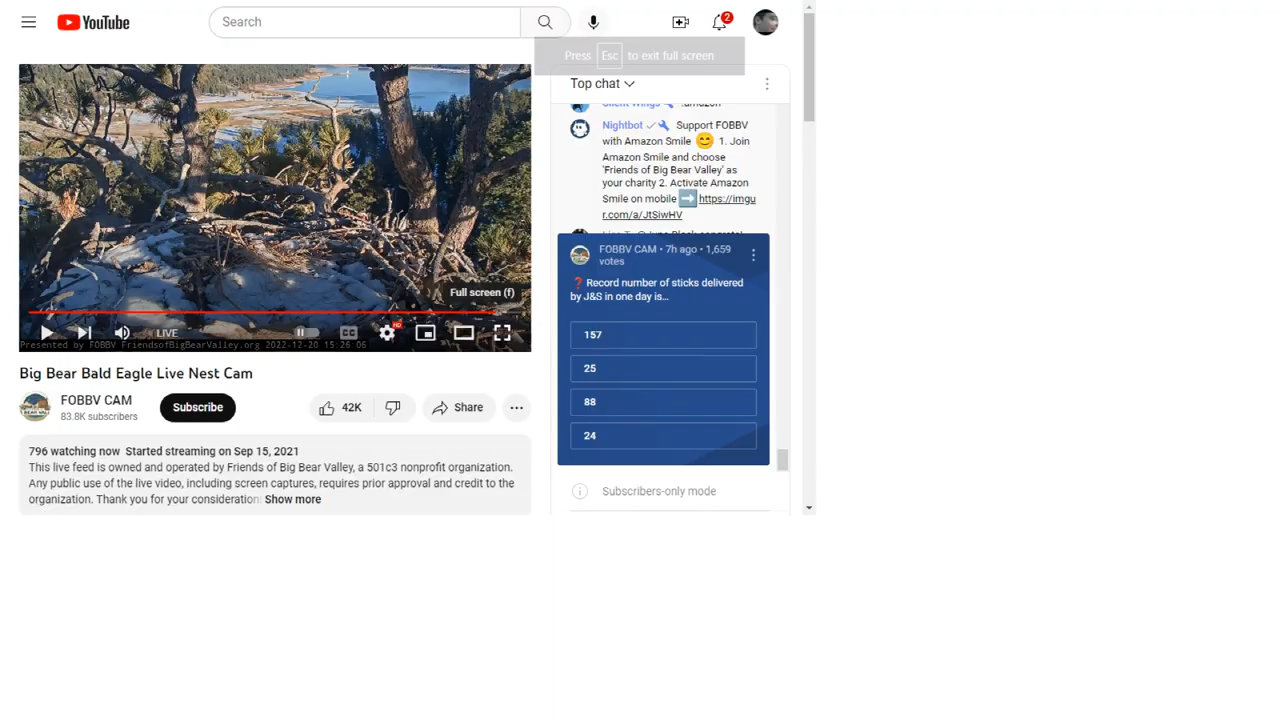 YouTube
Search
2
Press Esc to exit full screen
Top chat
Nightbot Support FOBBV
with Amazon Smile 😊 1. Join
Amazon Smile and choose
'Friends of Big Bear Valley' as
your charity 2. Activate Amazon
Smile on mobile ➡️ https://imgu
r.com/a/JtSiwHV
FOBBV CAM • 7h ago • 1,659
votes
❓Record number of sticks delivered
by J&S in one day is...
157
25
88
24
Subscribers-only mode
Full screen (f)
LIVE
CC
HD
Presented by FOBBV FriendsofBigBearValley.org 2022-12-20 15:26:06
Big Bear Bald Eagle Live Nest Cam
FOBBV CAM
83.8K subscribers
Subscribe
42K
Share
796 watching now Started streaming on Sep 15, 2021
This live feed is owned and operated by Friends of Big Bear Valley, a 501c3 nonprofit organization.
Any public use of the live video, including screen captures, requires prior approval and credit to the
organization. Thank you for your consideration Show more